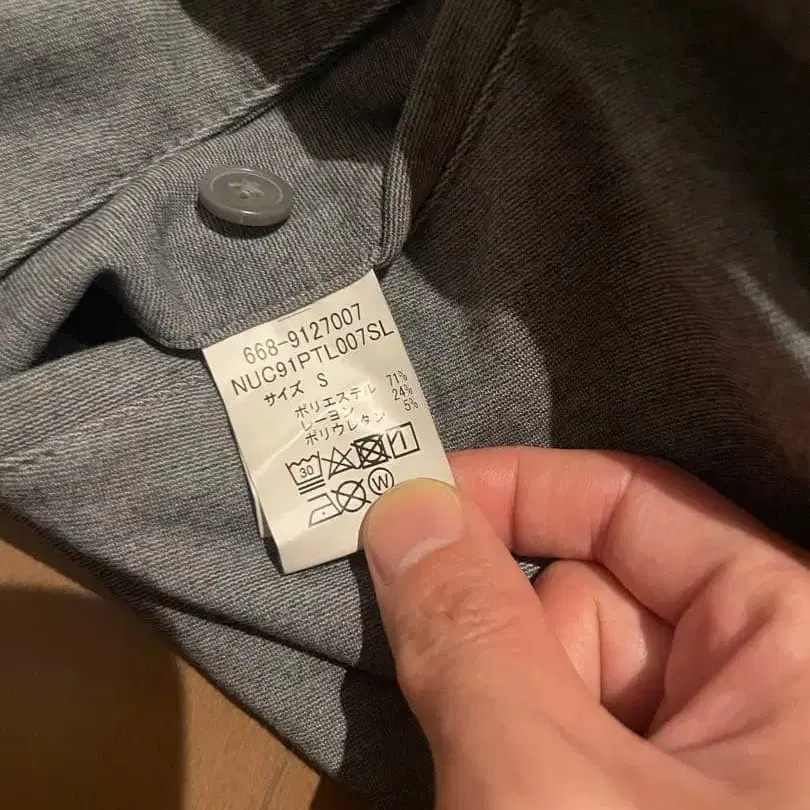 668-9127007
NUC91PTL007SL
サイズ S
ポリエステル 71%
レーヨン 24%
ポリウレタン 5%
30
W